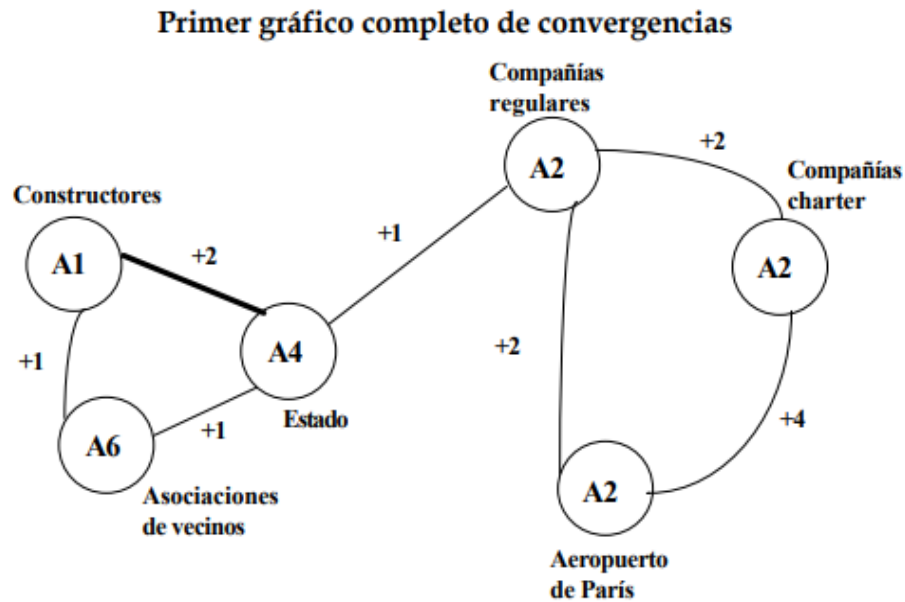 Primer gráfico completo de convergencias
Compañías
regulares
A2
+2
Compañías
charter
A2
Constructores
A1
+2
+1
+1
A4
Estado
+2
A6
+1
Asociaciones
de vecinos
+4
A2
Aeropuerto
de París